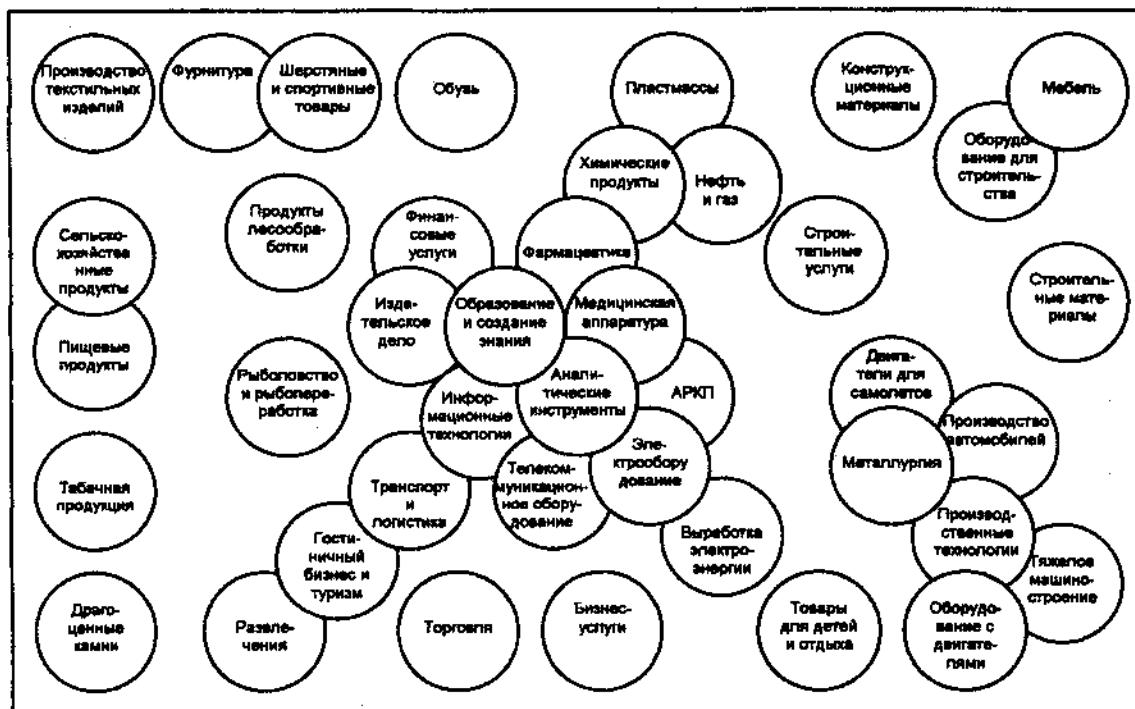 Производство
текстильных
изделий
Фурнитура
Шерстяные
и спортивные
товары
Обувь
Пластмассы
Конструк-
ционные
материалы
Мебель
Оборудо-
вание для
строитель-
ства
Химические
продукты
Нефть
и газ
Продукты
лесообра-
ботки
Финан-
совые
услуги
Фармацевтика
Строи-
тельные
услуги
Сельско-
хозяйстве
нные
продукты
Строитель-
ные мате-
риалы
Изда-
тельское
дело
Образование
и создание
знания
Медицинская
аппаратура
Пищевые
продукты
Рыболовство
и рыбопере-
работка
Инфор-
мационные
технологии
Анали-
тические
инструменты
АРКП
Двига-
тели для
самолетов
Производство
автомобилей
Металлургия
Табачная
продукция
Транспорт
и
логистика
Телеком-
муникацион-
ное обору-
дование
Эле-
ктрообору
дование
Выработка
электро-
энергии
Производ-
ственные
технологии
Тяжелое
машино-
строение
Гости-
ничный
бизнес и
туризм
Драго-
ценные
камни
Развле-
чения
Торговля
Бизнес-
услуги
Товары
для детей
и отдыха
Оборудо-
вание с
двигате-
лями